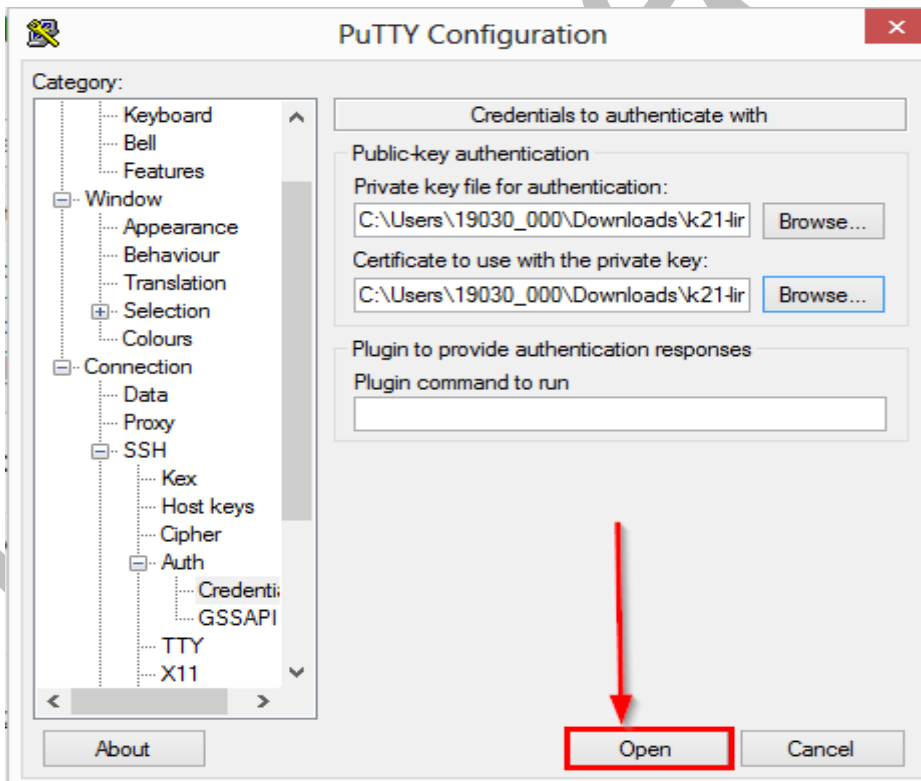 PuTTY Configuration
Category:
Keyboard
Bell
Features
Window
Appearance
Behaviour
Translation
Selection
Colours
Connection
Data
Proxy
SSH
Kex
Host keys
Cipher
Auth
Credentia
GSSAPI
TTY
X11
Credentials to authenticate with
Public-key authentication
Private key file for authentication:
C:\Users\19030_000\Downloads\k21-lir Browse...
Certificate to use with the private key:
C:\Users\19030_000\Downloads\k21-lir Browse...
Plugin to provide authentication responses
Plugin command to run
About Open Cancel